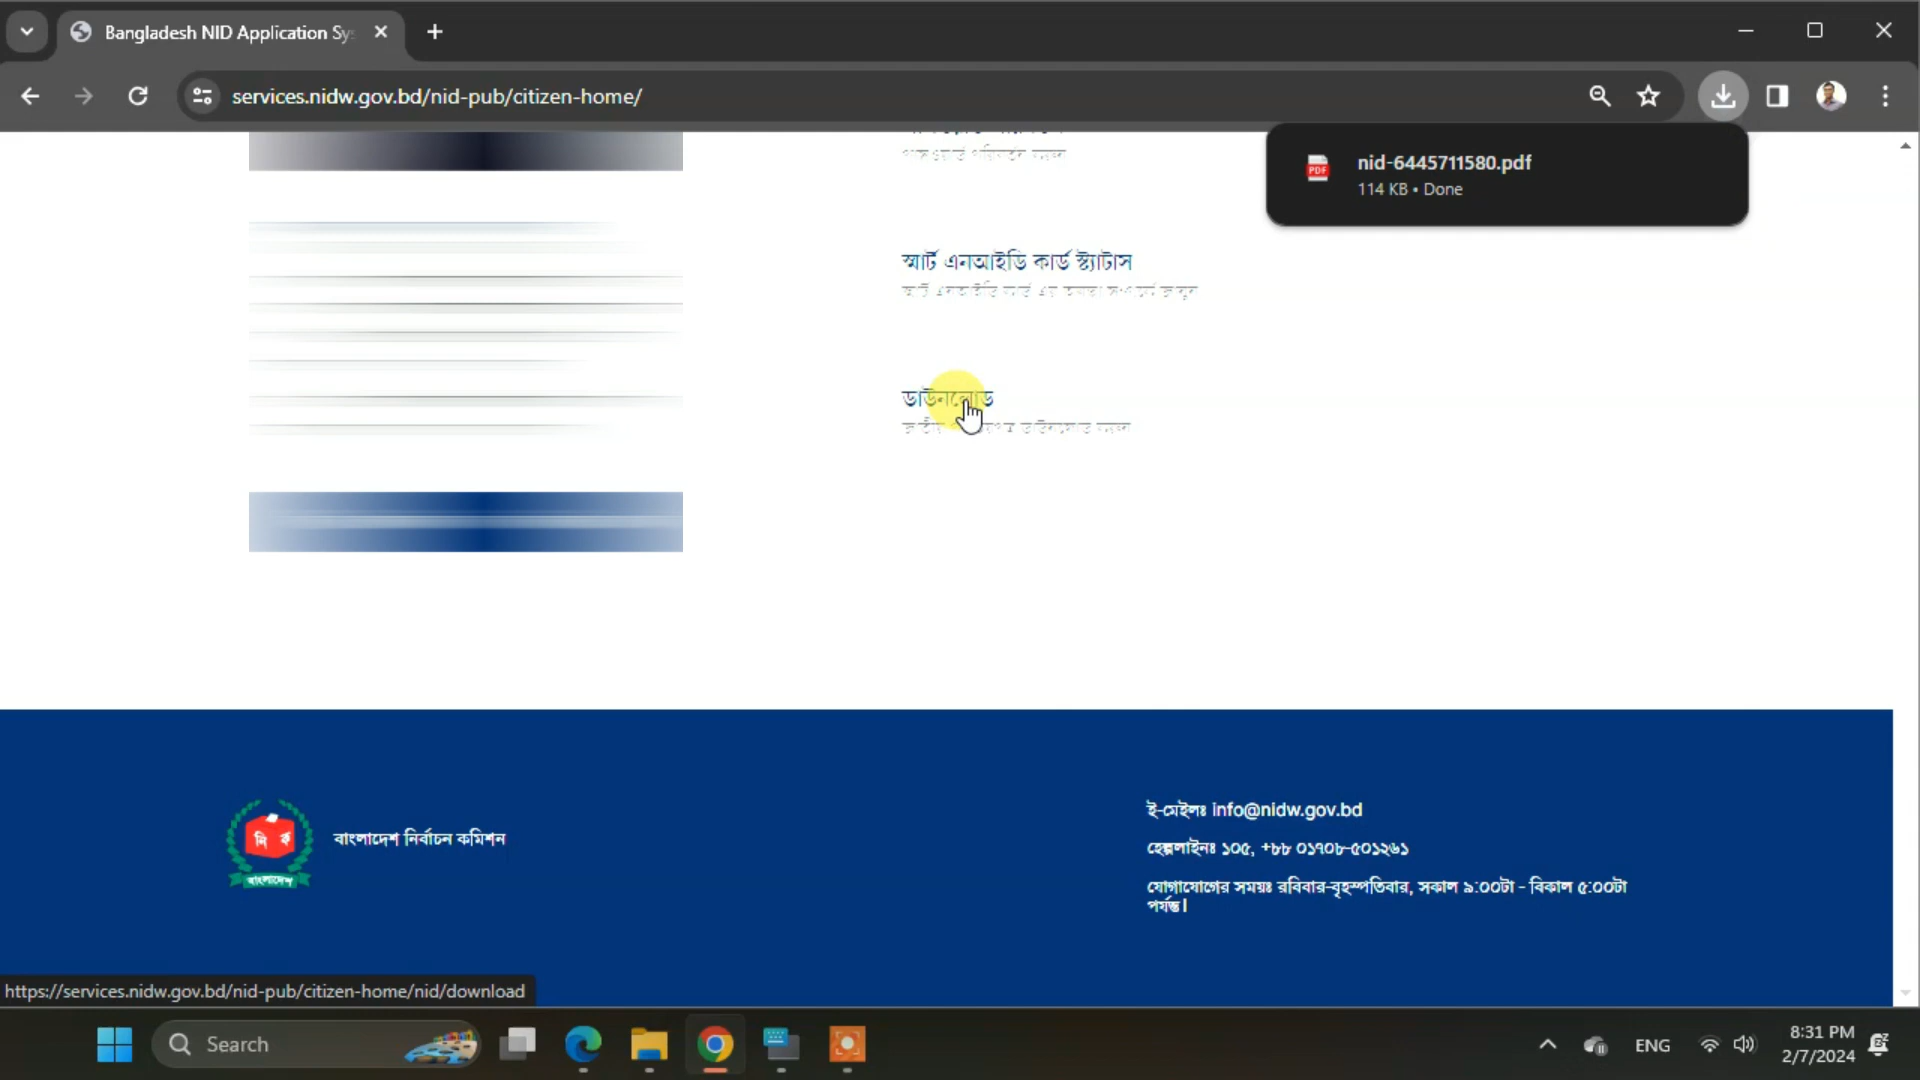 Bangladesh NID Application Sy
services.nidw.gov.bd/nid-pub/citizen-home/
nid-6445711580.pdf
114 KB • Done
স্মার্ট এনআইডি কার্ড স্ট্যাটাস
ডাউনলোড
বাংলাদেশ নির্বাচন কমিশন
নি ক
বাংলাদেশ
ই-মেইলঃ info@nidw.gov.bd
হেল্পলাইনঃ ১০৫, +৮৮ ০১৭০৮-৫০১২৬১
যোগাযোগের সময়ঃ রবিবার-বৃহস্পতিবার, সকাল ৯:০০টা - বিকাল ৫:০০টা
পর্যন্ত।
https://services.nidw.gov.bd/nid-pub/citizen-home/nid/download
Search
ENG
8:31 PM
2/7/2024